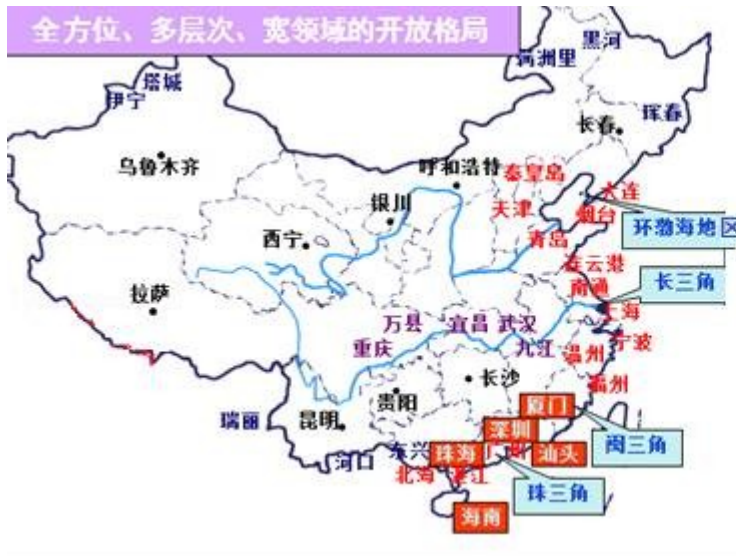 全方位、多层次、宽领域的开放格局
黑河
满洲里
塔城
伊宁
珲春
长春
乌鲁木齐
呼和浩特
秦皇岛
大连
银川
天津
烟台
环渤海地区
西宁
青岛
连云港
长三角
拉萨
南通
上海
万县
宜昌
武汉
宁波
重庆
九江
温州
长沙
福州
贵阳
厦门
瑞丽
昆明
深圳
闽三角
东兴
珠海
广州
汕头
河口
北海
湛江
珠三角
海南